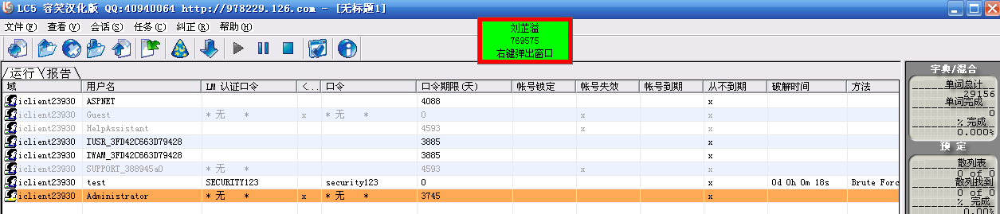 LC5 容笑汉化版 QQ:40940064 http://978229.126.com - [无标题1]
文件(F) 查看(V) 会话(S) 任务(C) 纠正(R) 帮助(H)
刘芷溢
769575
右键弹出窗口
运行 报告
域 用户名 LM 认证口令 <... 口令 口令期限(天) 帐号锁定 帐号失效 帐号到期 从不到期 破解时间 方法
iclient23930 ASPNET 4088 x
iclient23930 Guest * 无 * x * 无 * 0 x x
iclient23930 HelpAssistant 4593 x x
iclient23930 IUSR_3FD42C663D79428 3885 x
iclient23930 IWAM_3FD42C663D79428 3885 x
iclient23930 SUPPORT_388945a0 * 无 * 4593 x x
iclient23930 test SECURITY123 security123 0 x 0d 0h 0m 18s Brute Forc
iclient23930 Administrator * 无 * x * 无 * 3745 x
字典/混合
单词总计
29156
单词完成
0
% 完成
0.000%
预 定
散列表
0 of 0
散列找到
0 of 0
% 完成
0.00%